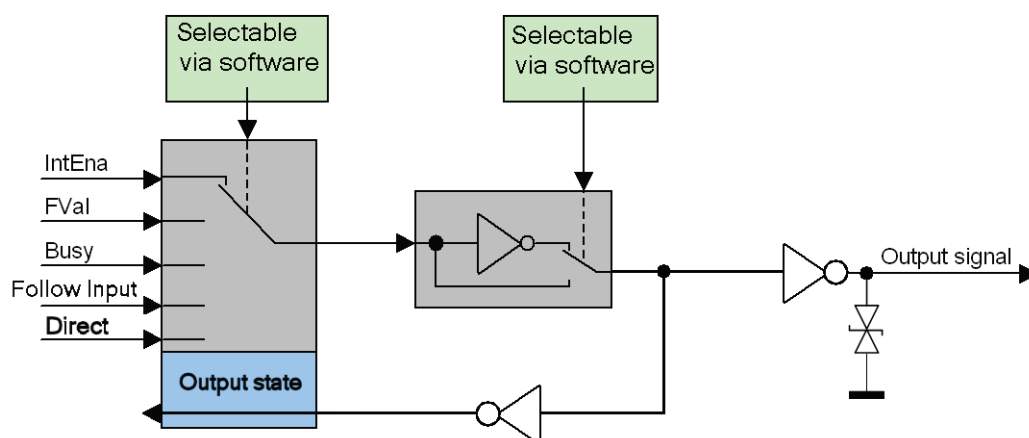 Selectable
via software
Selectable
via software
IntEna
FVal
Busy
Follow Input
Direct
Output signal
Output state